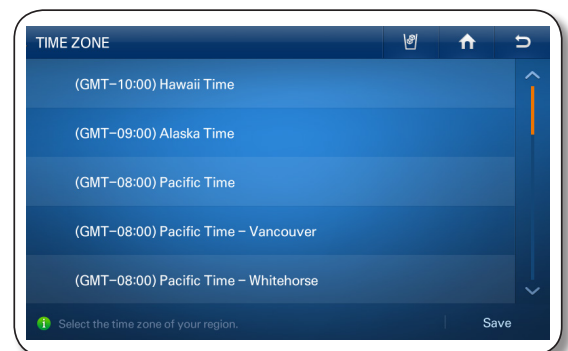 TIME ZONE
(GMT-10:00) Hawaii Time
(GMT-09:00) Alaska Time
(GMT-08:00) Pacific Time
(GMT-08:00) Pacific Time - Vancouver
(GMT-08:00) Pacific Time - Whitehorse
Select the time zone of your region. Save